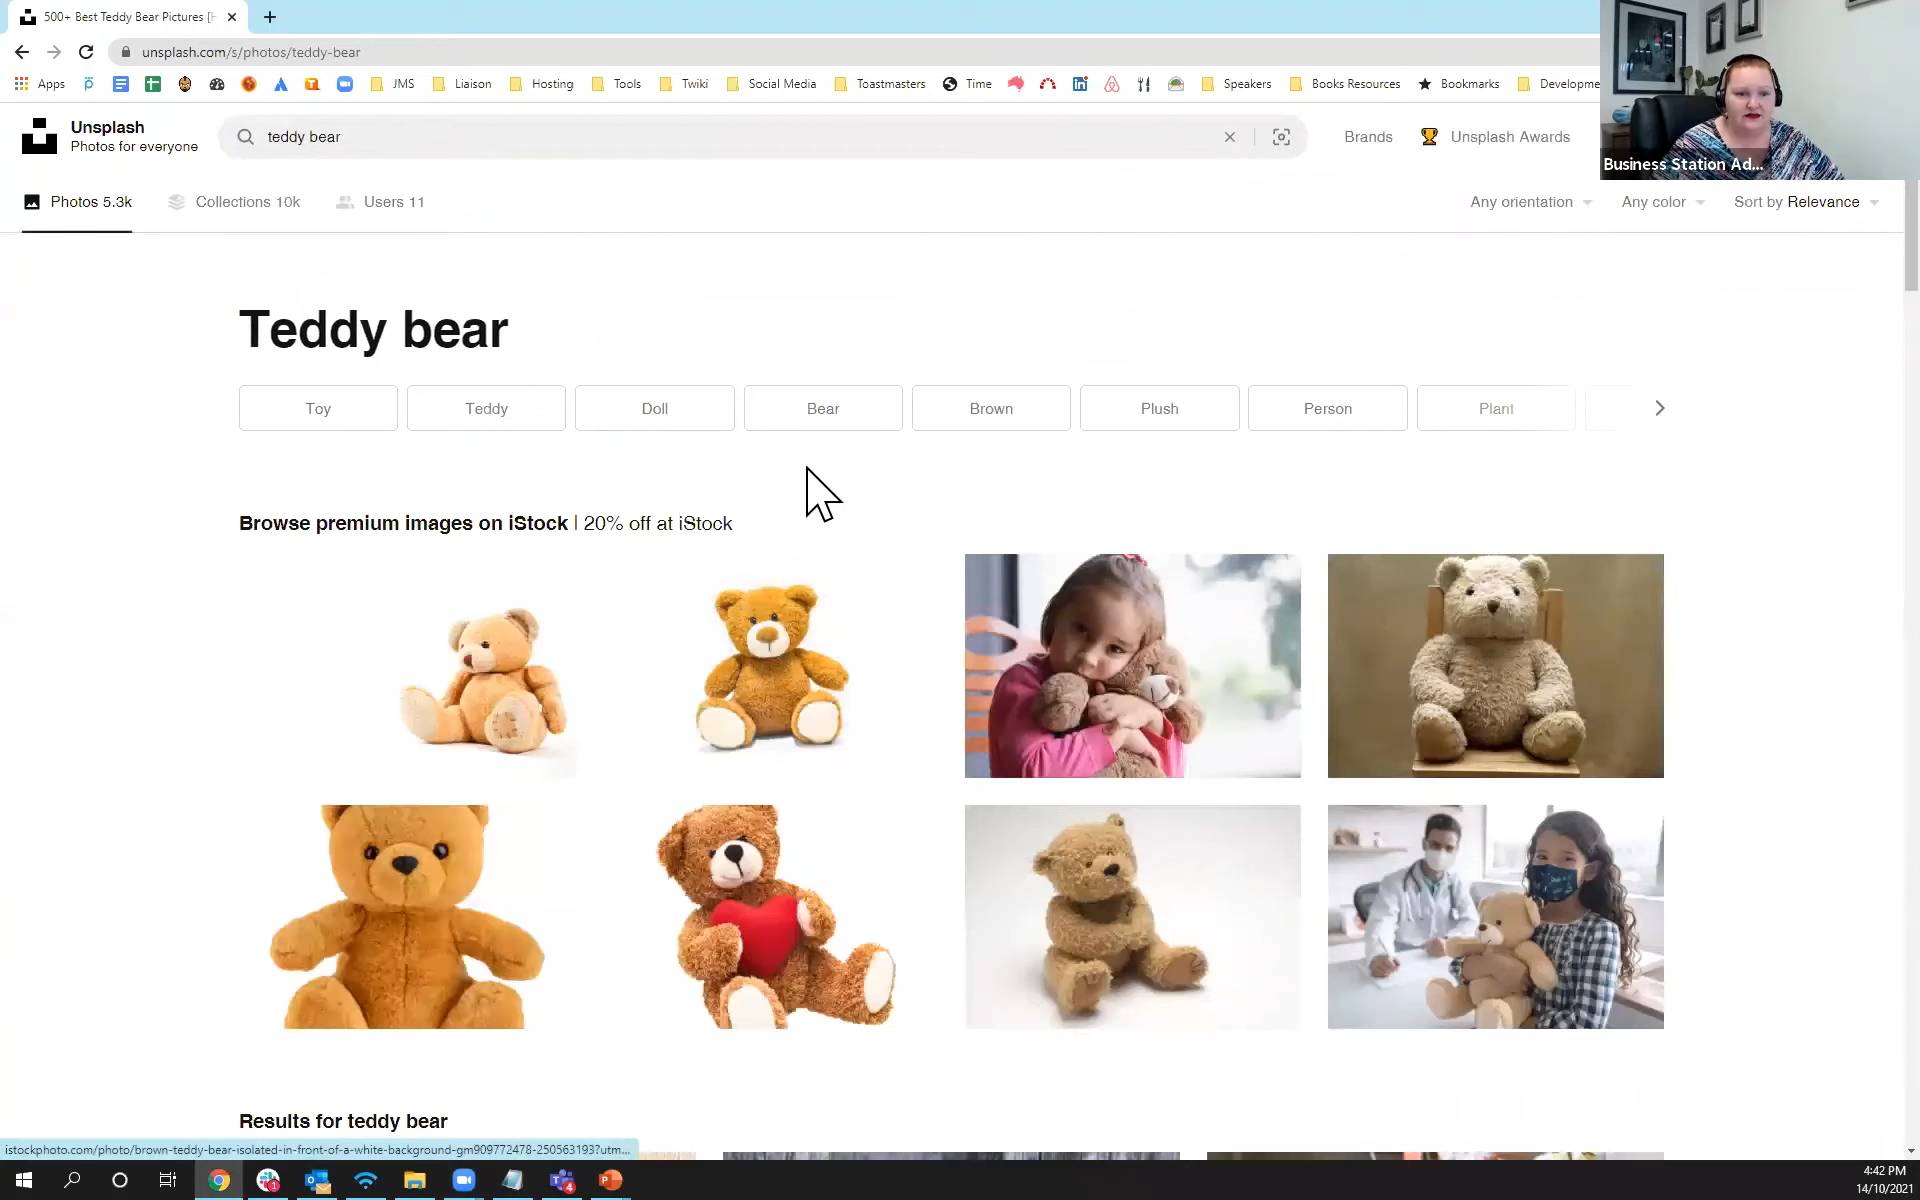 500+ Best Teddy Bear Pictures [H
unsplash.com/s/photos/teddy-bear
Apps JMS Liaison Hosting Tools Twiki Social Media Toastmasters Time Speakers Books Resources Bookmarks Developme
Unsplash
Photos for everyone
teddy bear
Brands
Unsplash Awards
Business Station Ad...
Photos 5.3k
Collections 10k
Users 11
Any orientation
Any color
Sort by Relevance
Teddy bear
Toy
Teddy
Doll
Bear
Brown
Plush
Person
Plant
Browse premium images on iStock | 20% off at iStock
Results for teddy bear
istockphoto.com/photo/brown-teddy-bear-isolated-in-front-of-a-white-background-gm909772478-250563193?utm...
4:42 PM
14/10/2021